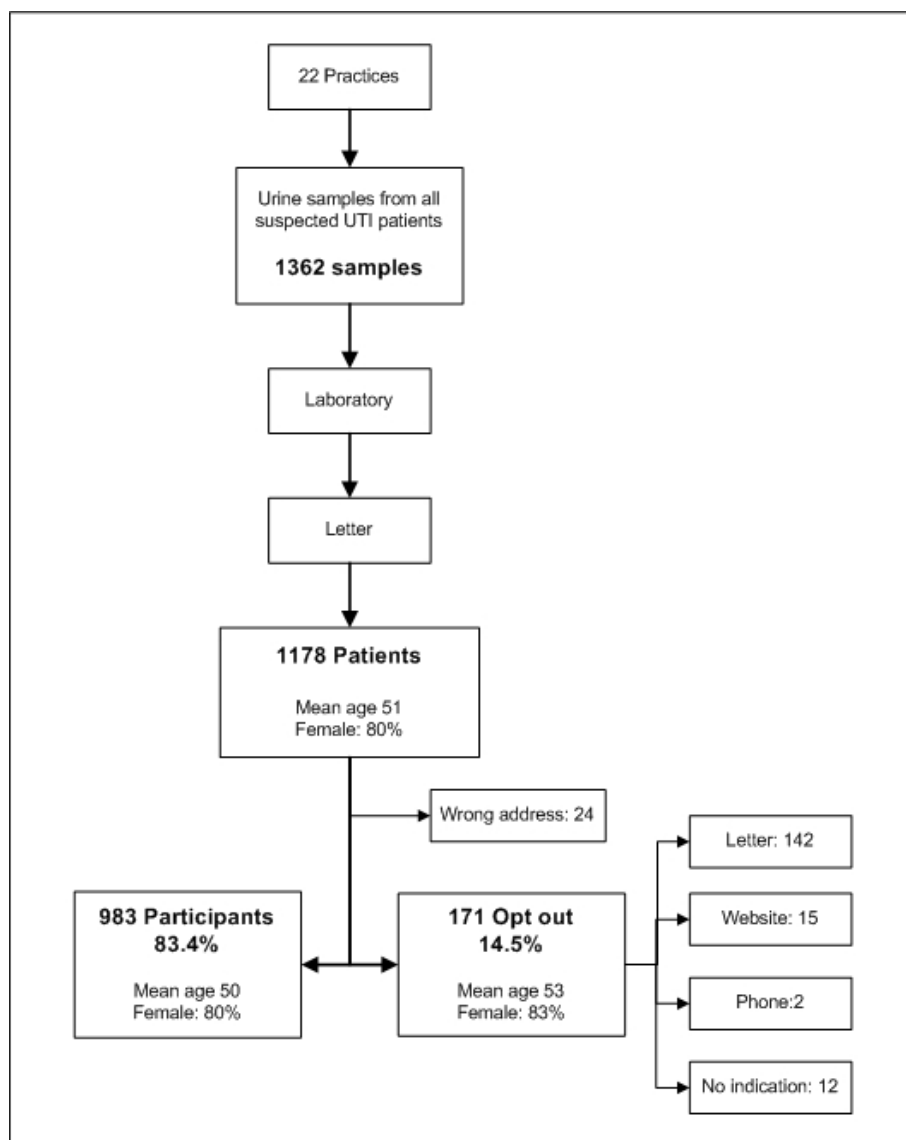 22 Practices
Urine samples from all
suspected UTI patients
1362 samples
Laboratory
Letter
1178 Patients
Mean age 51
Female: 80%
Wrong address: 24
983 Participants
83.4%
Mean age 50
Female: 80%
171 Opt out
14.5%
Mean age 53
Female: 83%
Letter: 142
Website: 15
Phone:2
No indication: 12